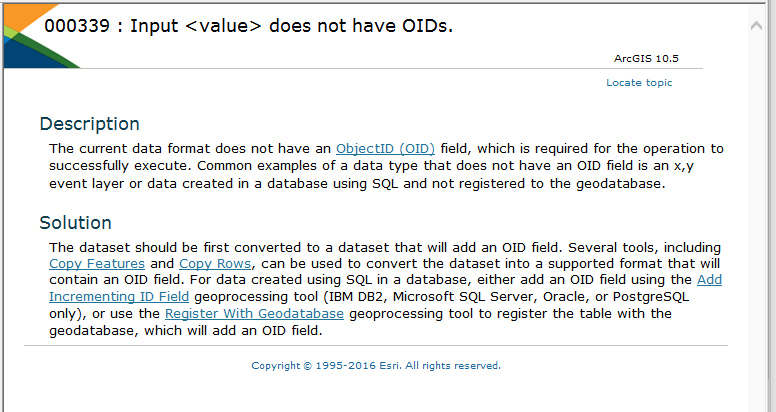 000339 : Input <value> does not have OIDs.
ArcGIS 10.5
Locate topic
Description
The current data format does not have an ObjectID (OID) field, which is required for the operation to
successfully execute. Common examples of a data type that does not have an OID field is an x,y
event layer or data created in a database using SQL and not registered to the geodatabase.
Solution
The dataset should be first converted to a dataset that will add an OID field. Several tools, including
Copy Features and Copy Rows, can be used to convert the dataset into a supported format that will
contain an OID field. For data created using SQL in a database, either add an OID field using the Add
Incrementing ID Field geoprocessing tool (IBM DB2, Microsoft SQL Server, Oracle, or PostgreSQL
only), or use the Register With Geodatabase geoprocessing tool to register the table with the
geodatabase, which will add an OID field.
Copyright © 1995-2016 Esri. All rights reserved.